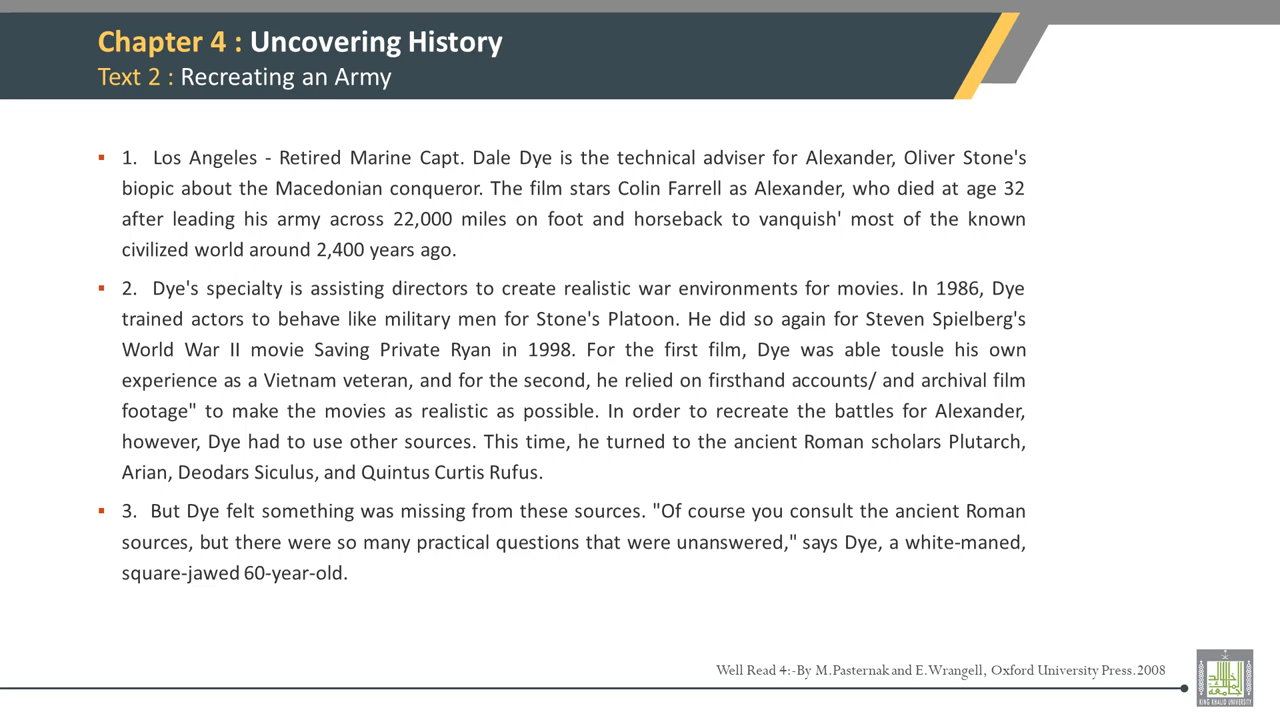 Chapter 4 : Uncovering History
Text 2 : Recreating an Army
▪ 1. Los Angeles - Retired Marine Capt. Dale Dye is the technical adviser for Alexander, Oliver Stone's
biopic about the Macedonian conqueror. The film stars Colin Farrell as Alexander, who died at age 32
after leading his army across 22,000 miles on foot and horseback to vanquish' most of the known
civilized world around 2,400 years ago.
▪ 2. Dye's specialty is assisting directors to create realistic war environments for movies. In 1986, Dye
trained actors to behave like military men for Stone's Platoon. He did so again for Steven Spielberg's
World War II movie Saving Private Ryan in 1998. For the first film, Dye was able tousle his own
experience as a Vietnam veteran, and for the second, he relied on firsthand accounts/ and archival film
footage" to make the movies as realistic as possible. In order to recreate the battles for Alexander,
however, Dye had to use other sources. This time, he turned to the ancient Roman scholars Plutarch,
Arian, Deodars Siculus, and Quintus Curtis Rufus.
▪ 3. But Dye felt something was missing from these sources. "Of course you consult the ancient Roman
sources, but there were so many practical questions that were unanswered," says Dye, a white-maned,
square-jawed 60-year-old.
Well Read 4:-By M.Pasternak and E.Wrangell, Oxford University Press.2008
KING KHALID UNIVERSITY